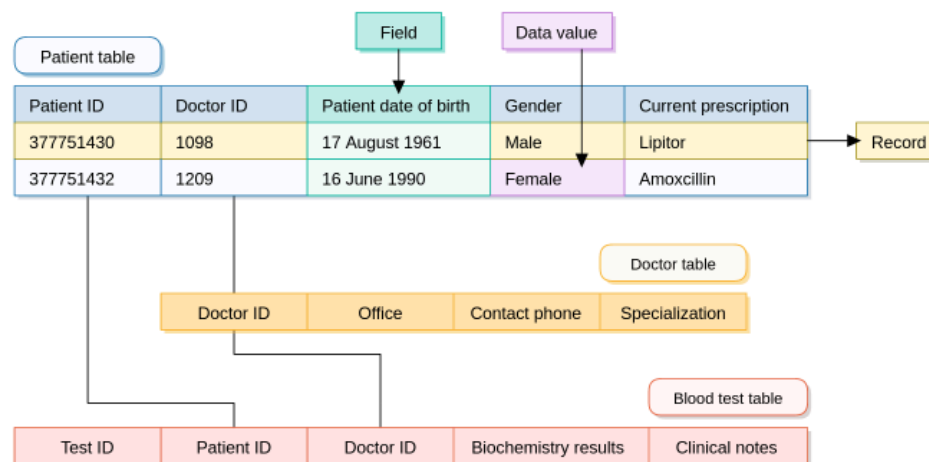 Field
Data value
Patient table
Patient ID Doctor ID Patient date of birth Gender Current prescription
377751430 1098 17 August 1961 Male Lipitor
Record
377751432 1209 16 June 1990 Female Amoxcillin
Doctor table
Doctor ID Office Contact phone Specialization
Blood test table
Test ID Patient ID Doctor ID Biochemistry results Clinical notes